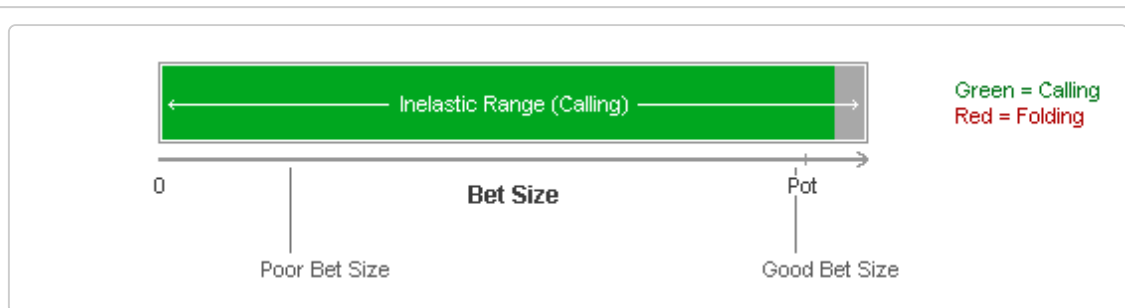 Inelastic Range (Calling)
Green = Calling
Red = Folding
0
Bet Size
Pot
Poor Bet Size
Good Bet Size